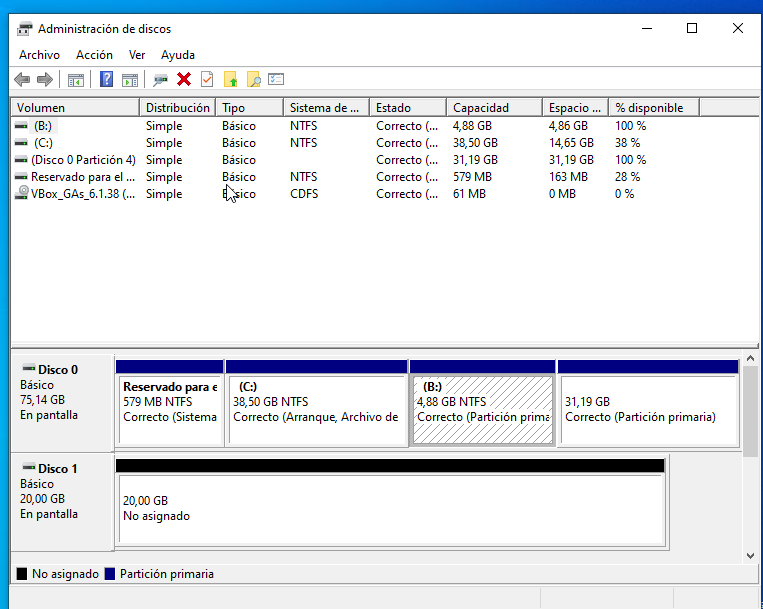 Administración de discos
Archivo Acción Ver Ayuda
Volumen Distribución Tipo Sistema de ... Estado Capacidad Espacio ... % disponible
(B:) Simple Básico NTFS Correcto (... 4,88 GB 4,86 GB 100 %
(C:) Simple Básico NTFS Correcto (... 38,50 GB 14,65 GB 38 %
(Disco 0 Partición 4) Simple Básico Correcto (... 31,19 GB 31,19 GB 100 %
Reservado para el ... Simple Básico NTFS Correcto (... 579 MB 163 MB 28 %
VBox_GAs_6.1.38 (... Simple Básico CDFS Correcto (... 61 MB 0 MB 0 %
Disco 0
Básico
75,14 GB
En pantalla
Reservado para e
579 MB NTFS
Correcto (Sistema
(C:)
38,50 GB NTFS
Correcto (Arranque, Archivo de
(B:)
4,88 GB NTFS
Correcto (Partición prima
31,19 GB
Correcto (Partición primaria)
Disco 1
Básico
20,00 GB
En pantalla
20,00 GB
No asignado
No asignado Partición primaria